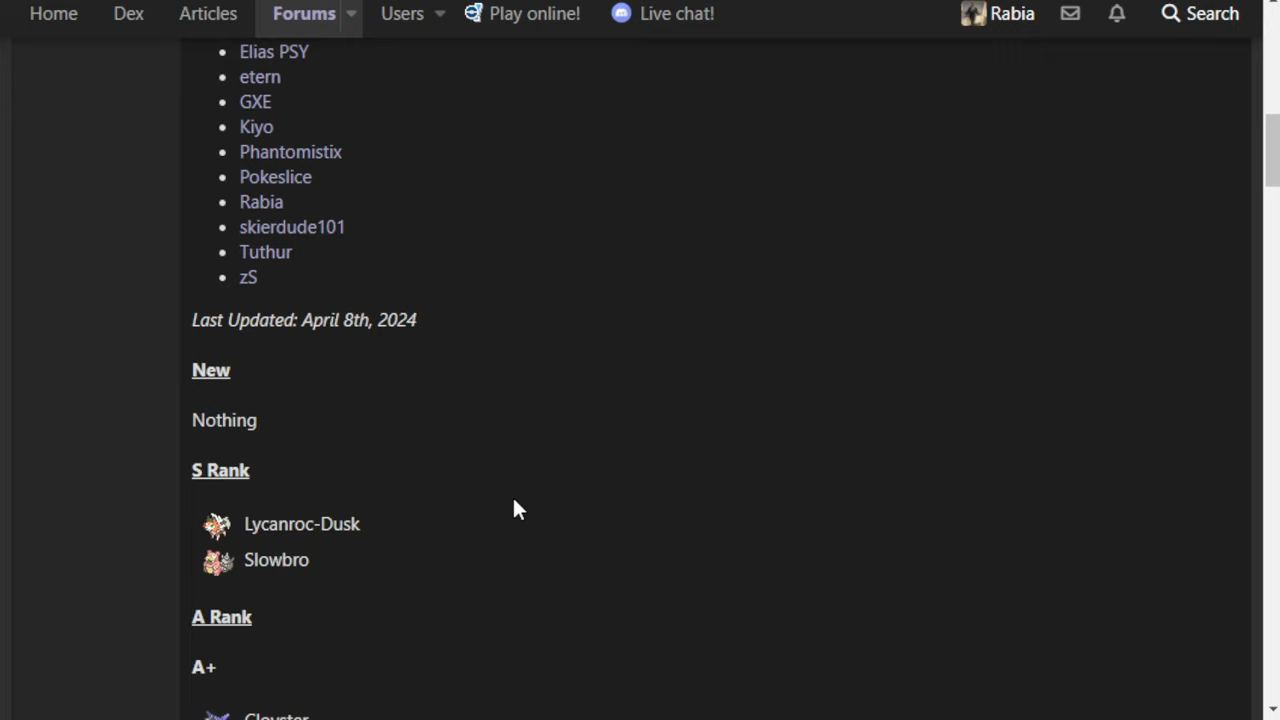 Home Dex Articles Forums Users Play online! Live chat! Rabia Search
Elias PSY
etern
GXE
Kiyo
Phantomistix
Pokeslice
Rabia
skierdude101
Tuthur
zS
Last Updated: April 8th, 2024
New
Nothing
S Rank
Lycanroc-Dusk
Slowbro
A Rank
A+
Cloyster